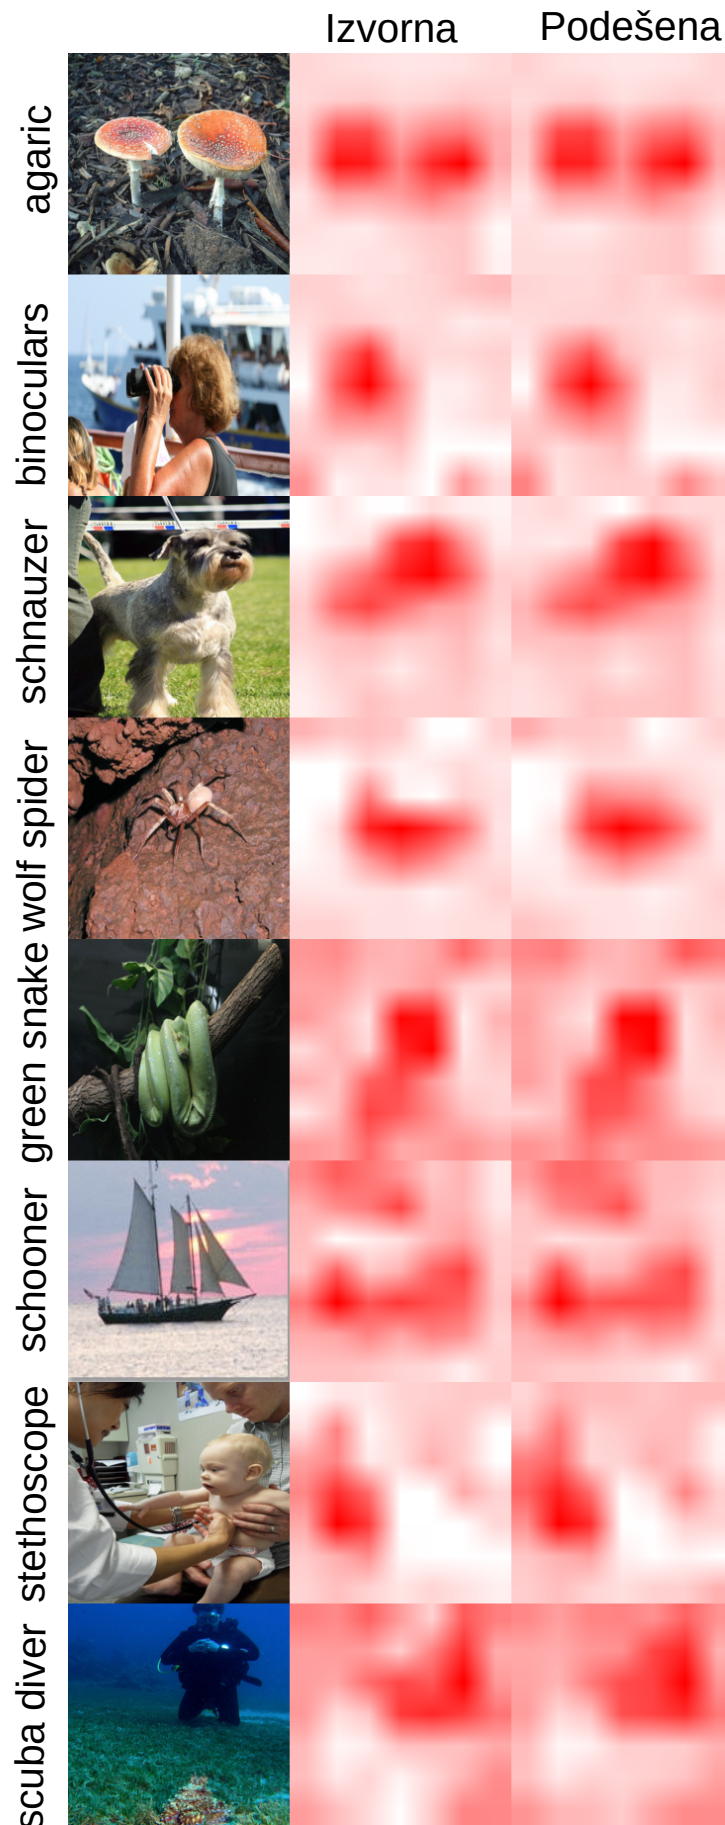 Izvorna
Podešena
agaric
binoculars
schnauzer
wolf spider
green snake
schooner
stethoscope
scuba diver